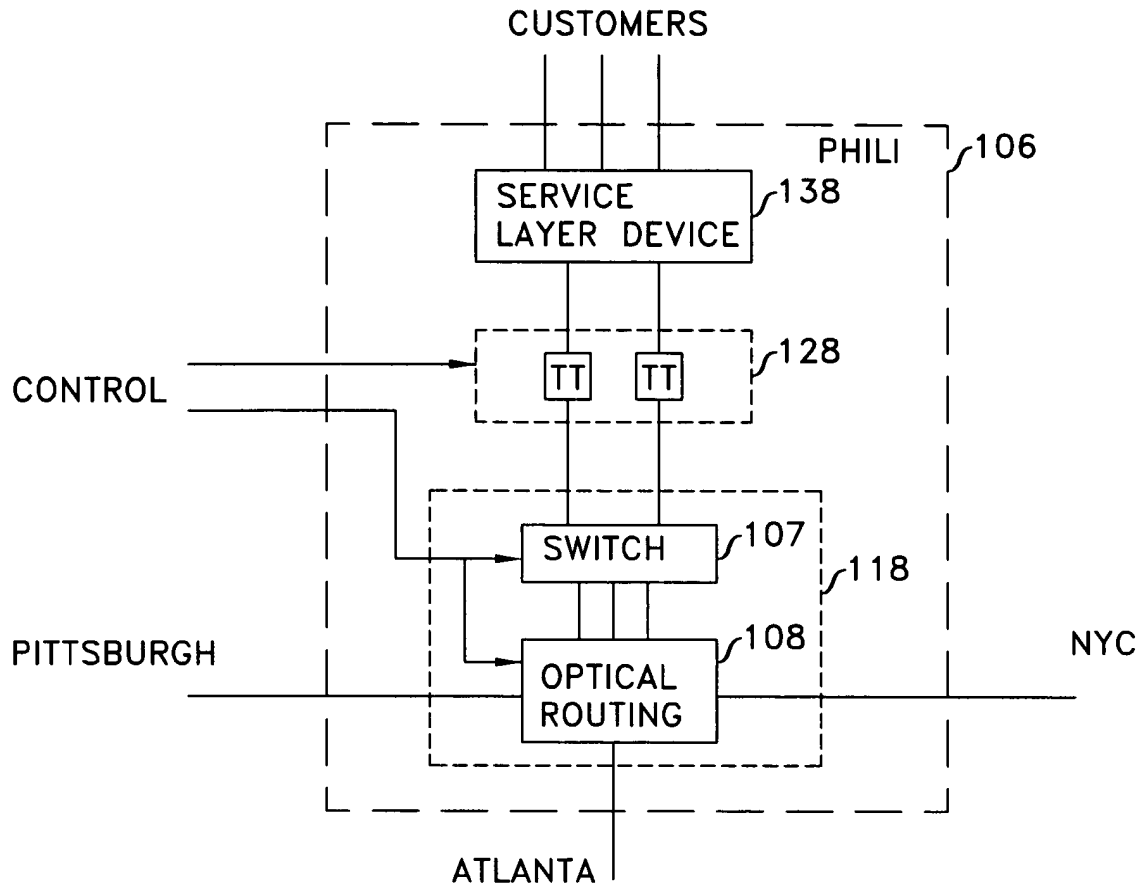 CUSTOMERS
PHILI
106
SERVICE
LAYER DEVICE
138
128
TT
TT
CONTROL
SWITCH
107
118
PITTSBURGH
108
NYC
OPTICAL
ROUTING
ATLANTA